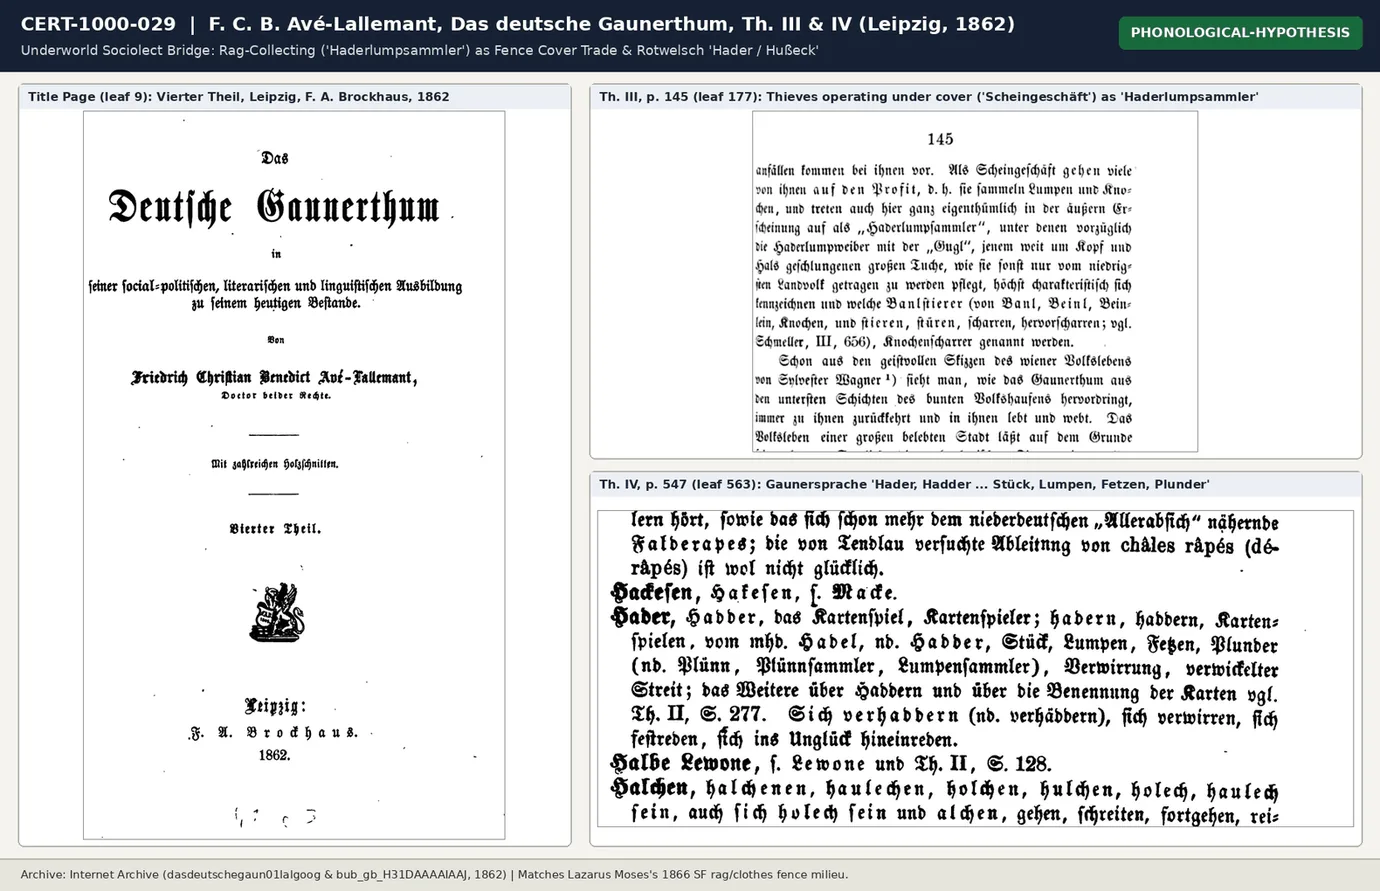 CERT-1000-029 | F. C. B. Avé-Lallemant, Das deutsche Gaunerthum, Th. III & IV (Leipzig, 1862)
Underworld Sociolect Bridge: Rag-Collecting ('Haderlumpsammler') as Fence Cover Trade & Rotwelsch 'Hader / Hußeck'
PHONOLOGICAL-HYPOTHESIS
Title Page (leaf 9): Vierter Theil, Leipzig, F. A. Brockhaus, 1862
Das
Deutsche Gaunerthum
in
seiner social-politischen, literarischen und linguistischen Ausbildung
zu seinem heutigen Bestande.
Von
Friedrich Christian Benedict Avé-Lallemant,
Doctor beider Rechte.
Mit zahlreichen Holzschnitten.
Vierter Theil.
Leipzig:
F. A. Brockhaus.
1862.
Th. III, p. 145 (leaf 177): Thieves operating under cover ('Scheingeschäft') as 'Haderlumpsammler'
145
anfällen kommen bei ihnen vor. Als Scheingeschäft gehen viele
von ihnen auf den Profit, d. h. sie sammeln Lumpen und Kno-
chen, und treten auch hier ganz eigenthümlich in der äußern Er-
scheinung auf als „Haderlumpsammler“, unter denen vorzüglich
die Haderlumpweiber mit der „Gugl“, jenem weit um Kopf und
Hals geschlungenen großen Tuche, wie sie sonst nur vom niedrig-
sten Landvolk getragen zu werden pflegt, höchst charakteristisch sich
kennzeichnen und welche Banlstierer (von Banl, Beinl, Bein-
lein, Knochen, und stieren, stüren, scharren, hervorscharren; vgl.
Schmeller, III, 656), Knochenscharrer genannt werden.
Schon aus den geistvollen Skizzen des wiener Volkslebens
von Sylvester Wagner ¹) sieht man, wie das Gaunerthum aus
den untersten Schichten des bunten Volkshaufens hervordringt,
immer zu ihnen zurückkehrt und in ihnen lebt und webt. Das
Volksleben einer großen belebten Stadt läßt auf dem Grunde
Th. IV, p. 547 (leaf 563): Gaunersprache 'Hader, Hadder ... Stück, Lumpen, Fetzen, Plunder'
lern hört, sowie das sich schon mehr dem niederdeutschen „Allerabsich“ nähernde
Falderapes; die von Tendlau versuchte Ableitnng von châles râpés (dé-
râpés) ist wol nicht glücklich.
Hackesen, Hakesen, s. Macke.
Hader, Hadder, das Kartenspiel, Kartenspieler; hadern, haddern, Karten-
spielen, vom mhd. Hadel, nd. Hadder, Stück, Lumpen, Fetzen, Plunder
(nd. Plünn, Plünnsammler, Lumpensammler), Verwirrung, verwickelter
Streit; das Weitere über Haddern und über die Benennung der Karten vgl.
Th. II, S. 277. Sich verhaddern (nd. verhäddern), sich verwirren, sich
festreden, sich ins Unglück hineinreden.
Halbe Lewone, s. Lewone und Th. II, S. 128.
Halchen, halchenen, haulechen, holchen, hulchen, holech, haulech
sein, auch sich holech sein und alchen, gehen, schreiten, fortgehen, rei-
Archive: Internet Archive (dasdeutschegaun01lalgoog & bub_gb_H31DAAAAIAAJ, 1862) | Matches Lazarus Moses's 1866 SF rag/clothes fence milieu.